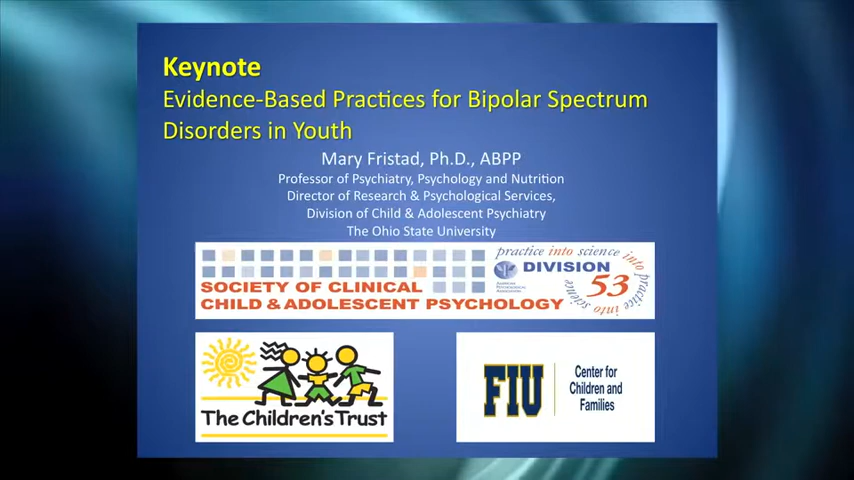 Keynote
Evidence-Based Practices for Bipolar Spectrum
Disorders in Youth
Mary Fristad, Ph.D., ABPP
Professor of Psychiatry, Psychology and Nutrition
Director of Research & Psychological Services,
Division of Child & Adolescent Psychiatry
The Ohio State University
SOCIETY OF CLINICAL
CHILD & ADOLESCENT PSYCHOLOGY
practice into science into practice into science
AMERICAN
PSYCHOLOGICAL
ASSOCIATION
DIVISION
53
The Children's Trust
FIU
Center for
Children and
Families